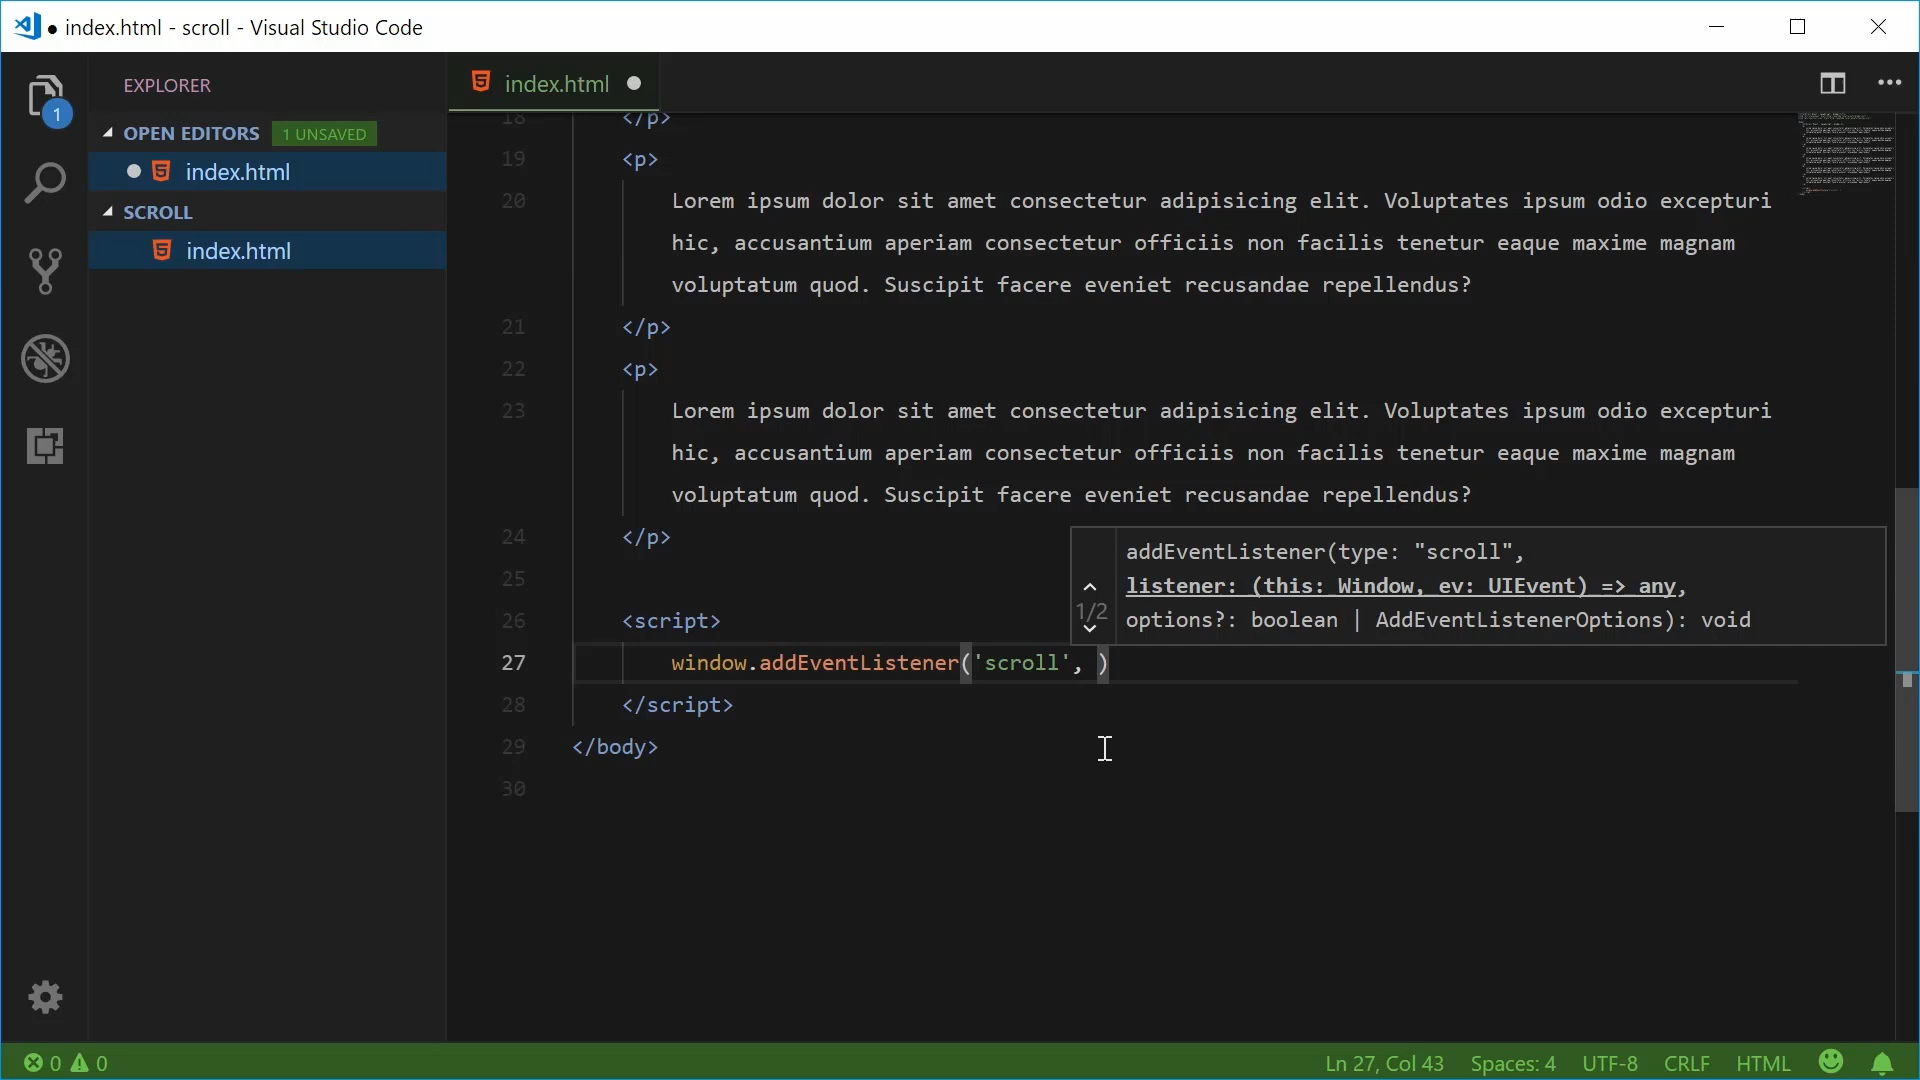 ● index.html - scroll - Visual Studio Code
EXPLORER
OPEN EDITORS 1 UNSAVED
index.html
SCROLL
index.html
1
index.html
18 </p>
19 <p>
20 Lorem ipsum dolor sit amet consectetur adipisicing elit. Voluptates ipsum odio excepturi
hic, accusantium aperiam consectetur officiis non facilis tenetur eaque maxime magnam
voluptatum quod. Suscipit facere eveniet recusandae repellendus?
21 </p>
22 <p>
23 Lorem ipsum dolor sit amet consectetur adipisicing elit. Voluptates ipsum odio excepturi
hic, accusantium aperiam consectetur officiis non facilis tenetur eaque maxime magnam
voluptatum quod. Suscipit facere eveniet recusandae repellendus?
24 </p>
25
26 <script>
27 window.addEventListener('scroll', )
28 </script>
29 </body>
30
addEventListener(type: "scroll",
listener: (this: Window, ev: UIEvent) => any,
1/2
options?: boolean | AddEventListenerOptions): void
0 0
Ln 27, Col 43 Spaces: 4 UTF-8 CRLF HTML